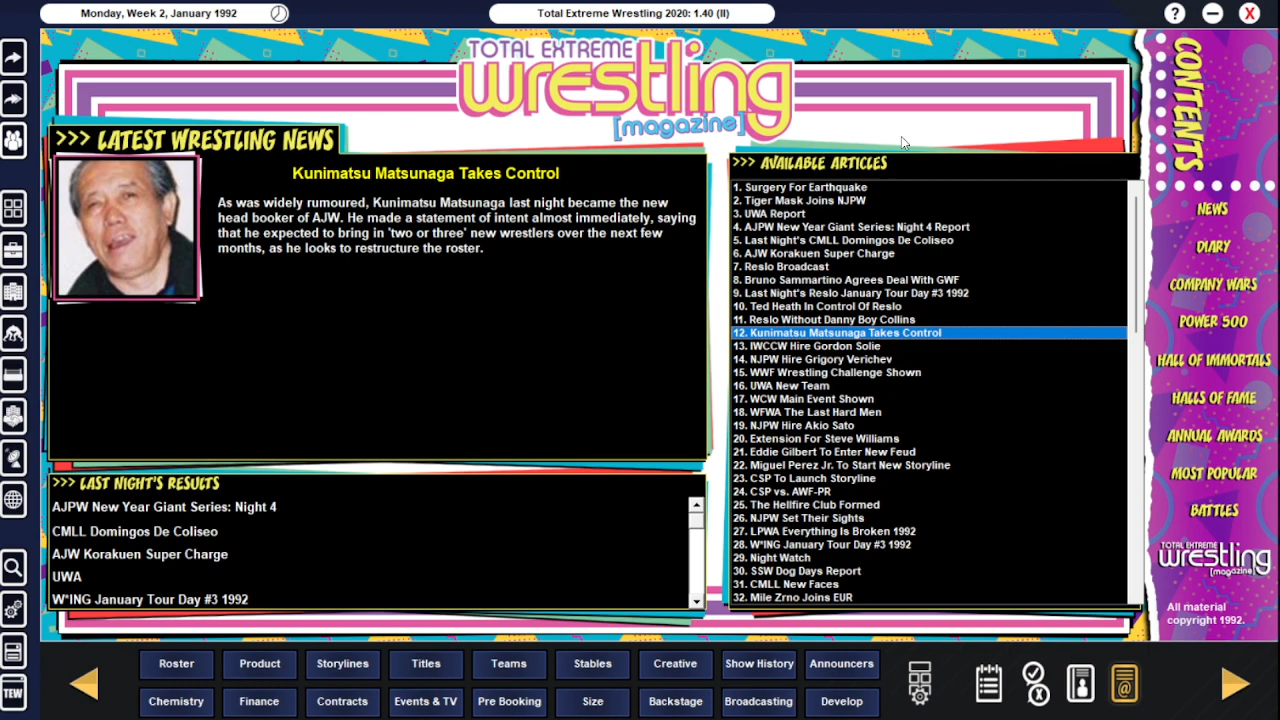 Monday, Week 2, January 1992
Total Extreme Wrestling 2020: 1.40 (II)
?
X
TOTAL EXTREME
wrestling
[magazine]
>>> LATEST WRESTLING NEWS
Kunimatsu Matsunaga Takes Control
As was widely rumoured, Kunimatsu Matsunaga last night became the new
head booker of AJW. He made a statement of intent almost immediately, saying
that he expected to bring in 'two or three' new wrestlers over the next few
months, as he looks to restructure the roster.
>>> LAST NIGHT'S RESULTS
AJPW New Year Giant Series: Night 4
CMLL Domingos De Coliseo
AJW Korakuen Super Charge
UWA
W*ING January Tour Day #3 1992
>>> AVAILABLE ARTICLES
1. Surgery For Earthquake
2. Tiger Mask Joins NJPW
3. UWA Report
4. AJPW New Year Giant Series: Night 4 Report
5. Last Night's CMLL Domingos De Coliseo
6. AJW Korakuen Super Charge
7. Reslo Broadcast
8. Bruno Sammartino Agrees Deal With GWF
9. Last Night's Reslo January Tour Day #3 1992
10. Ted Heath In Control Of Reslo
11. Reslo Without Danny Boy Collins
12. Kunimatsu Matsunaga Takes Control
13. IWCCW Hire Gordon Solie
14. NJPW Hire Grigory Verichev
15. WWF Wrestling Challenge Shown
16. UWA New Team
17. WCW Main Event Shown
18. WFWA The Last Hard Men
19. NJPW Hire Akio Sato
20. Extension For Steve Williams
21. Eddie Gilbert To Enter New Feud
22. Miguel Perez Jr. To Start New Storyline
23. CSP To Launch Storyline
24. CSP vs. AWF-PR
25. The Hellfire Club Formed
26. NJPW Set Their Sights
27. LPWA Everything Is Broken 1992
28. W*ING January Tour Day #3 1992
29. Night Watch
30. SSW Dog Days Report
31. CMLL New Faces
32. Mile Zrno Joins EUR
CONTENTS
NEWS
DIARY
COMPANY WARS
POWER 500
HALL OF IMMORTALS
HALLS OF FAME
ANNUAL AWARDS
MOST POPULAR
BATTLES
TOTAL EXTREME
wrestling
[magazine]
All material
copyright 1992.
TEW
Roster
Product
Storylines
Titles
Teams
Stables
Creative
Show History
Announcers
Chemistry
Finance
Contracts
Events & TV
Pre Booking
Size
Backstage
Broadcasting
Develop
@